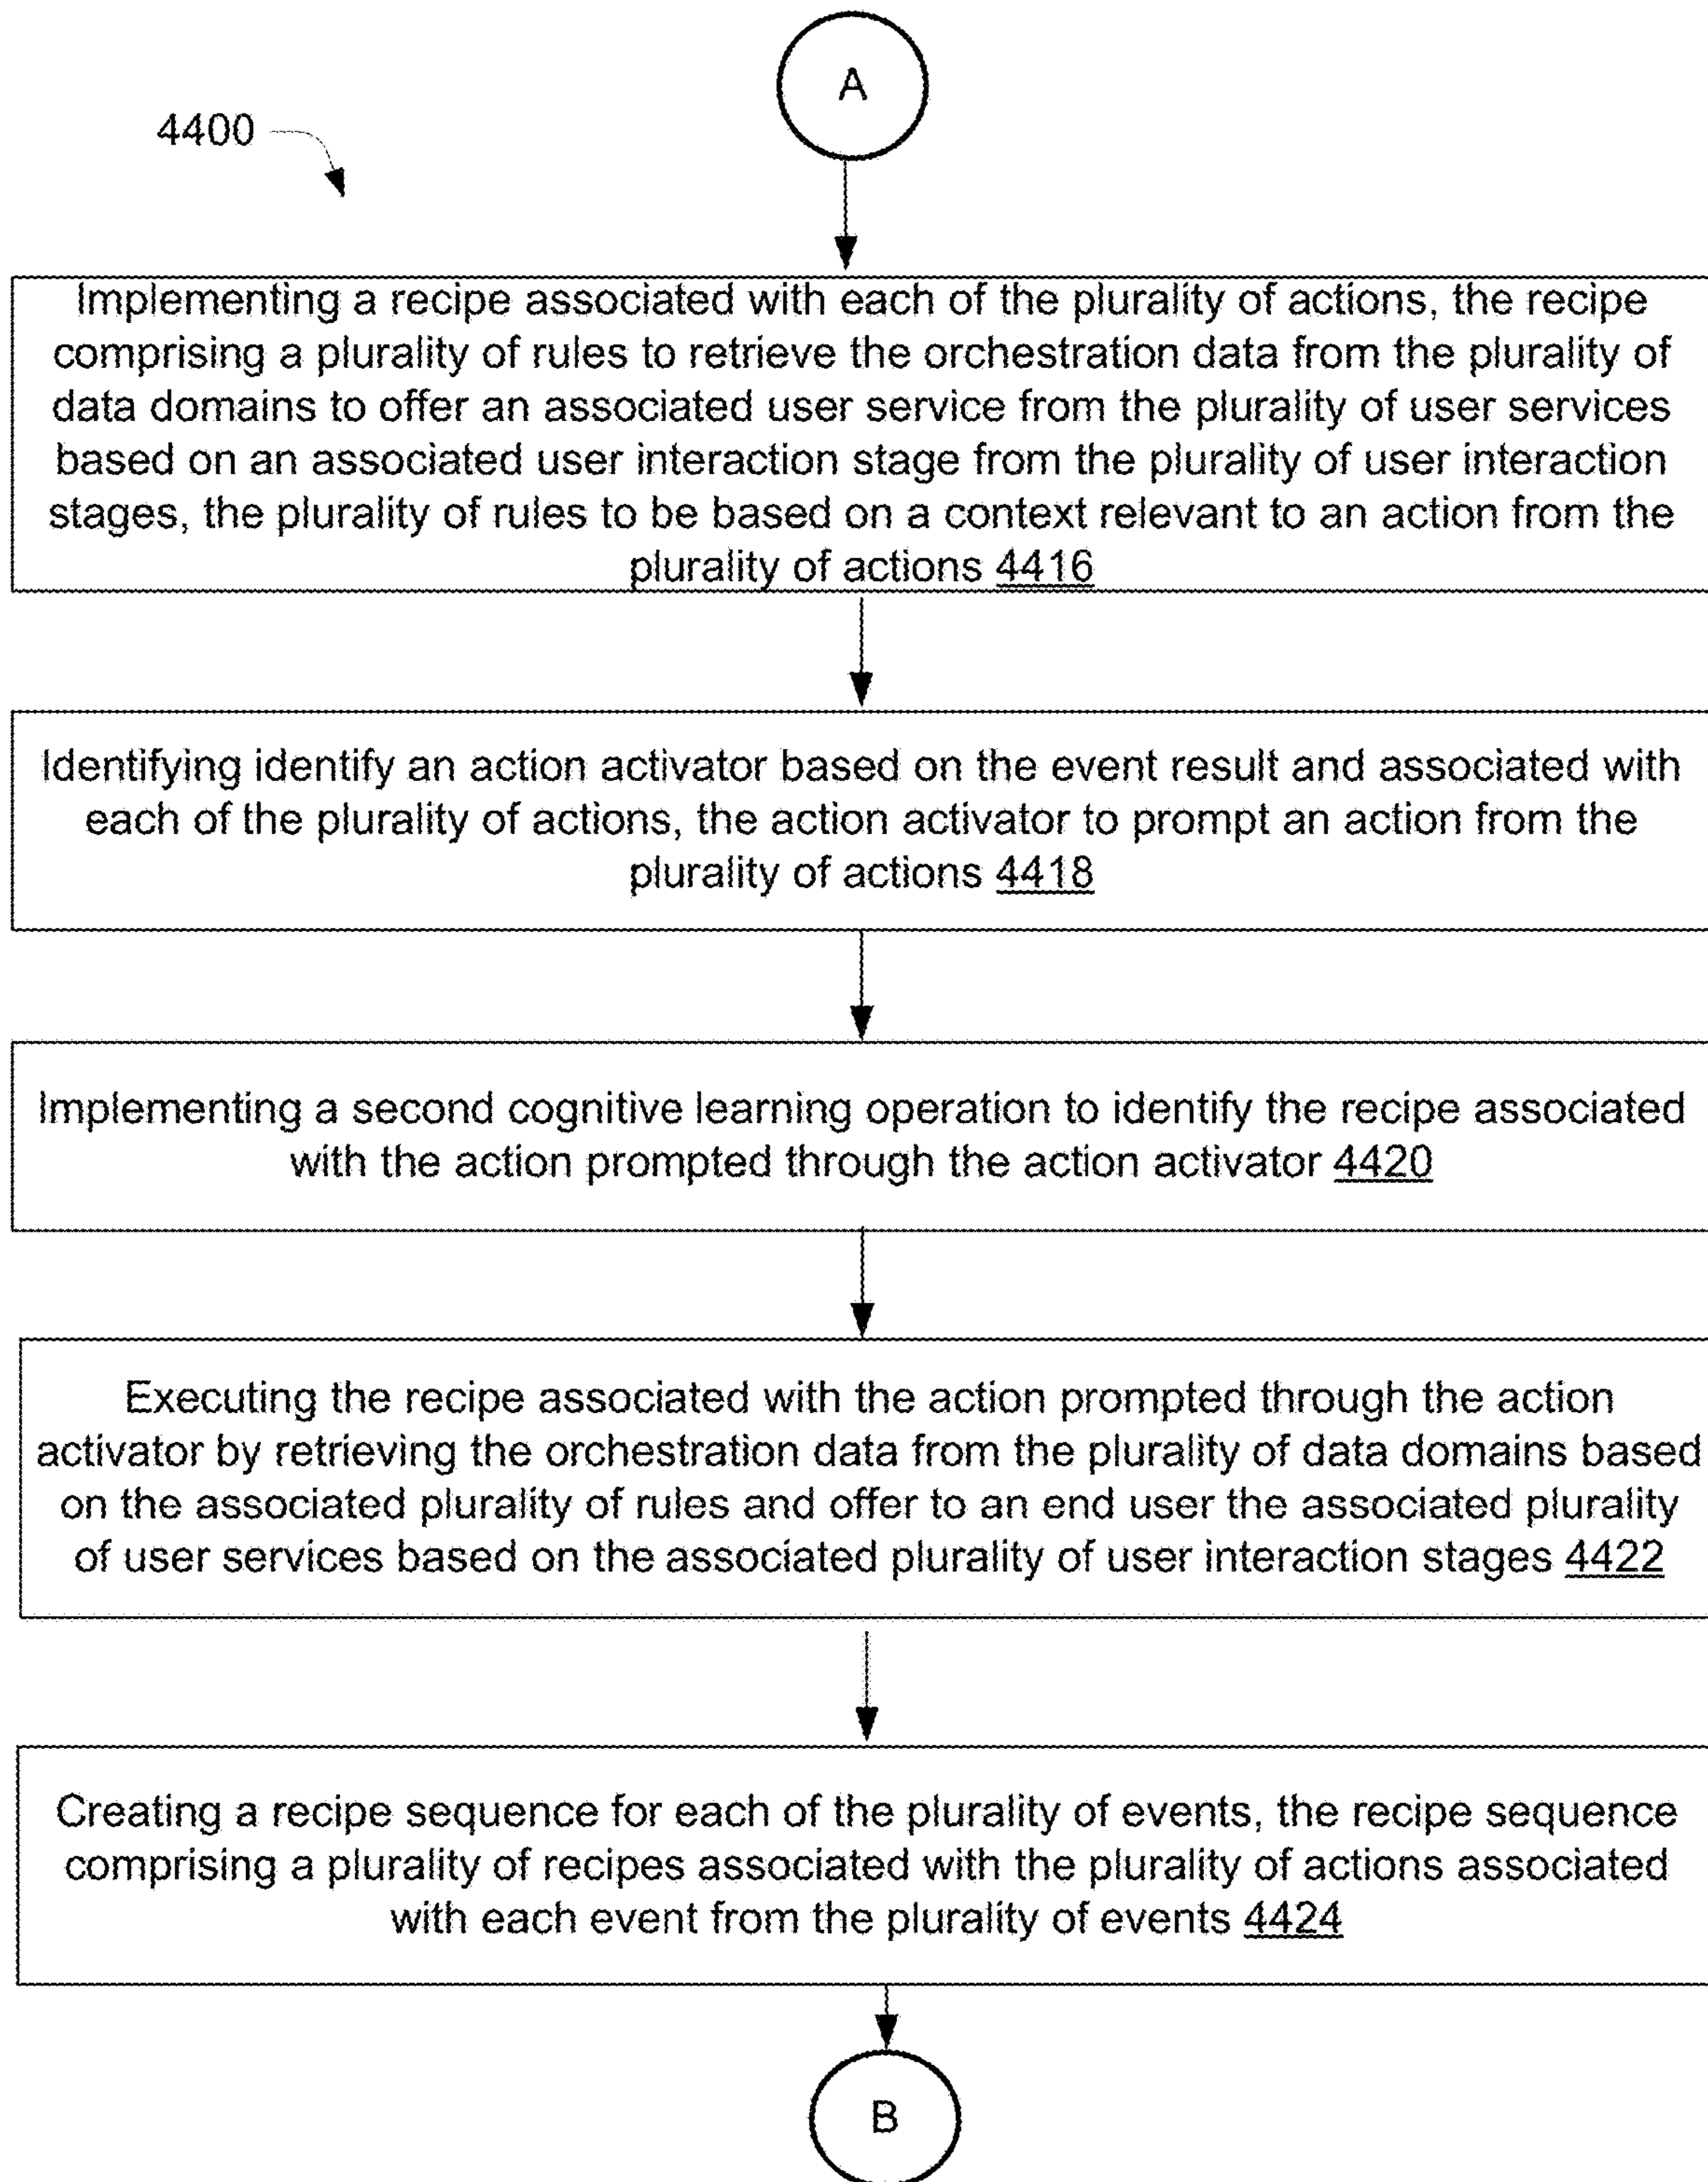 A
4400
Implementing a recipe associated with each of the plurality of actions, the recipe
comprising a plurality of rules to retrieve the orchestration data from the plurality of
data domains to offer an associated user service from the plurality of user services
based on an associated user interaction stage from the plurality of user interaction
stages, the plurality of rules to be based on a context relevant to an action from the
plurality of actions 4416
Identifying identify an action activator based on the event result and associated with
each of the plurality of actions, the action activator to prompt an action from the
plurality of actions 4418
Implementing a second cognitive learning operation to identify the recipe associated
with the action prompted through the action activator 4420
Executing the recipe associated with the action prompted through the action
activator by retrieving the orchestration data from the plurality of data domains based
on the associated plurality of rules and offer to an end user the associated plurality
of user services based on the associated plurality of user interaction stages 4422
Creating a recipe sequence for each of the plurality of events, the recipe sequence
comprising a plurality of recipes associated with the plurality of actions associated
with each event from the plurality of events 4424
B